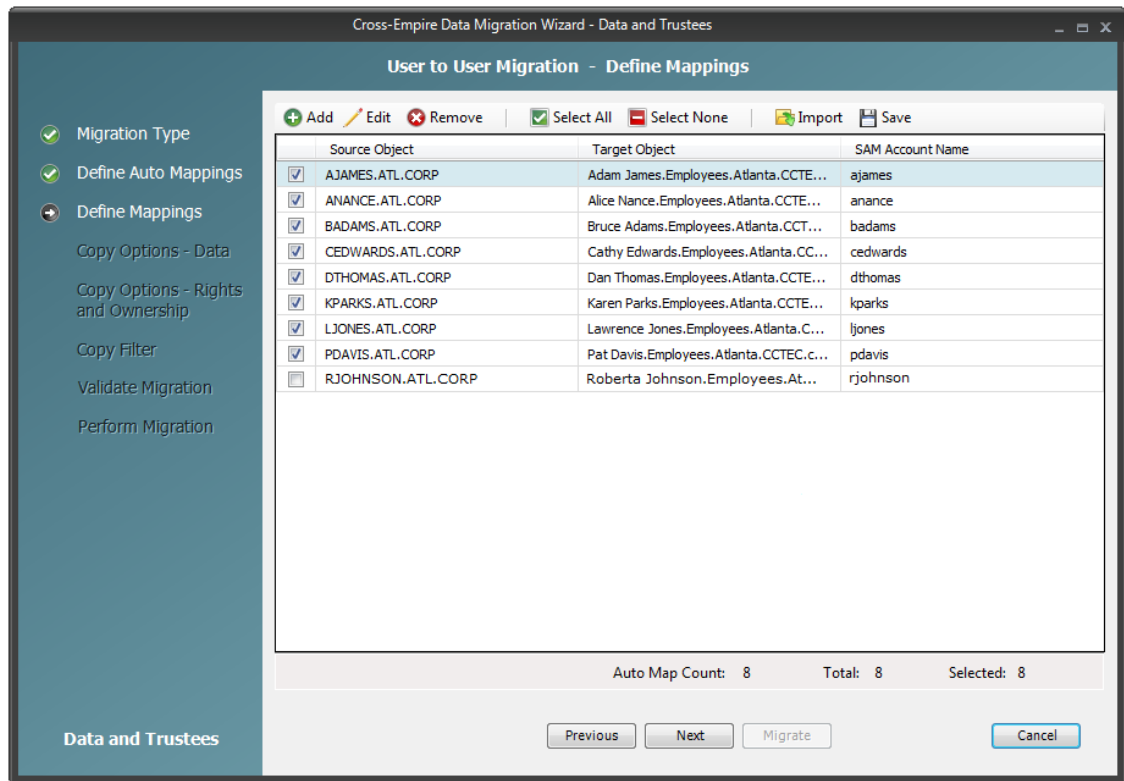 Cross-Empire Data Migration Wizard - Data and Trustees
User to User Migration - Define Mappings
Migration Type
Define Auto Mappings
Define Mappings
Copy Options - Data
Copy Options - Rights
and Ownership
Copy Filter
Validate Migration
Perform Migration
Data and Trustees
Add Edit Remove Select All Select None Import Save
Source Object Target Object SAM Account Name
AJAMES.ATL.CORP Adam James.Employees.Atlanta.CCTE... ajames
ANANCE.ATL.CORP Alice Nance.Employees.Atlanta.CCTE... anance
BADAMS.ATL.CORP Bruce Adams.Employees.Atlanta.CCT... badams
CEDWARDS.ATL.CORP Cathy Edwards.Employees.Atlanta.CC... cedwards
DTHOMAS.ATL.CORP Dan Thomas.Employees.Atlanta.CCTE... dthomas
KPARKS.ATL.CORP Karen Parks.Employees.Atlanta.CCTE... kparks
LJONES.ATL.CORP Lawrence Jones.Employees.Atlanta.C... ljones
PDAVIS.ATL.CORP Pat Davis.Employees.Atlanta.CCTEC.c... pdavis
RJOHNSON.ATL.CORP Roberta Johnson.Employees.At... rjohnson
Auto Map Count: 8 Total: 8 Selected: 8
Previous Next Migrate Cancel